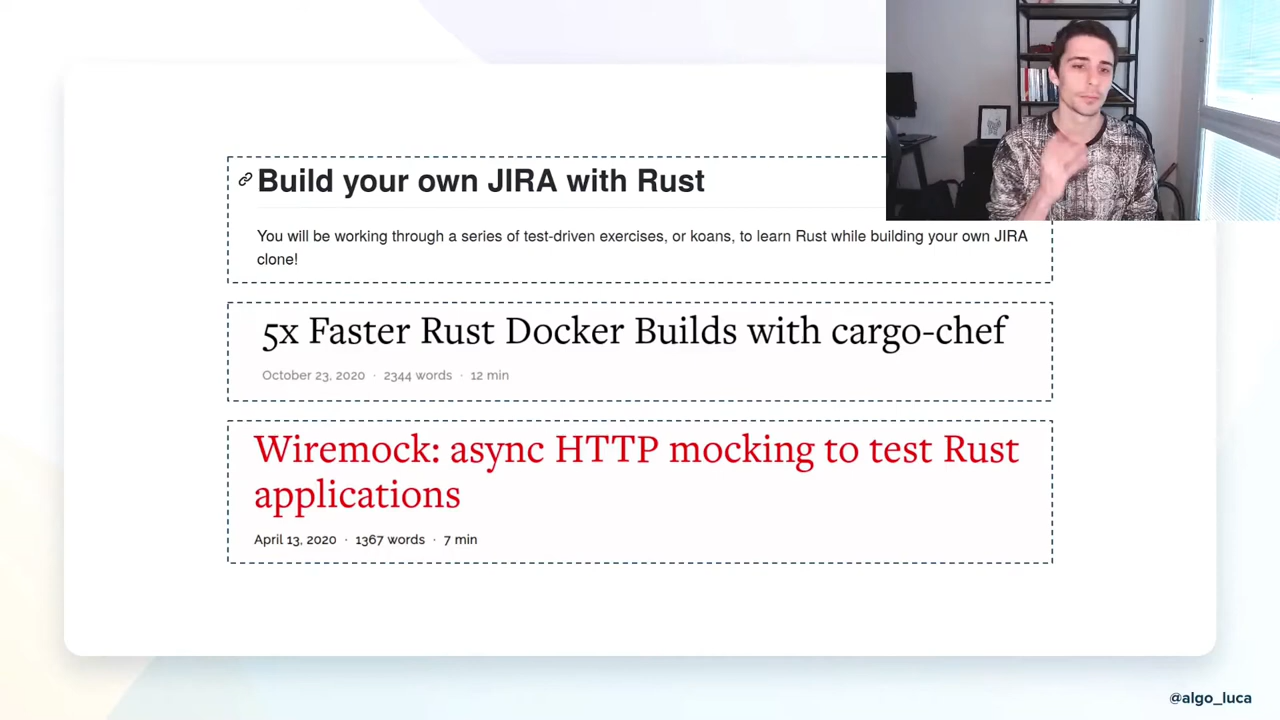 Build your own JIRA with Rust
You will be working through a series of test-driven exercises, or koans, to learn Rust while building your own JIRA
clone!
5x Faster Rust Docker Builds with cargo-chef
October 23, 2020 · 2344 words · 12 min
Wiremock: async HTTP mocking to test Rust
applications
April 13, 2020 · 1367 words · 7 min
@algo_luca